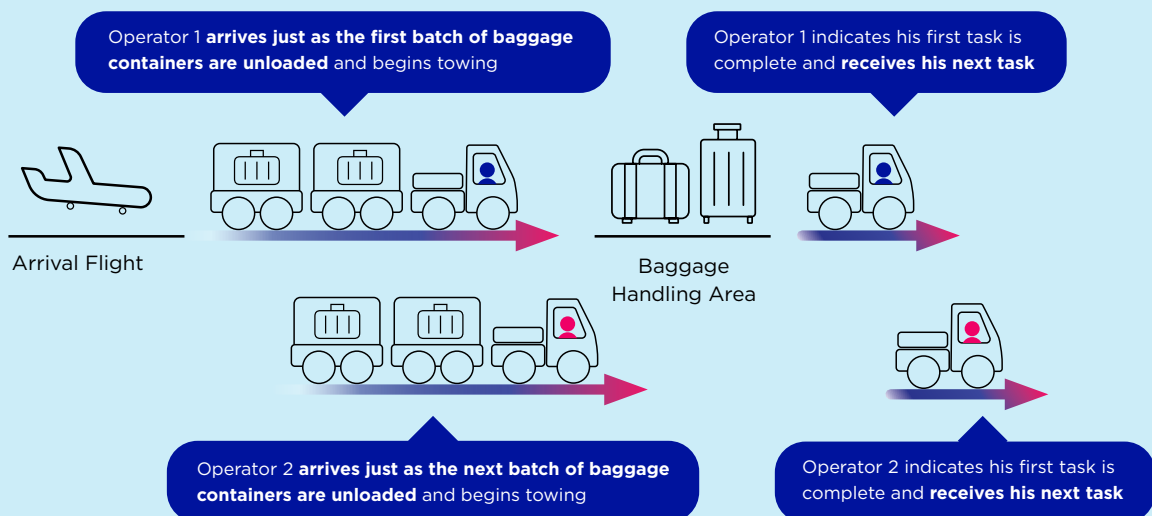 Operator 1 arrives just as the first batch of baggage
containers are unloaded and begins towing
Operator 1 indicates his first task is
complete and receives his next task
Arrival Flight
Baggage
Handling Area
Operator 2 arrives just as the next batch of baggage
containers are unloaded and begins towing
Operator 2 indicates his first task is
complete and receives his next task